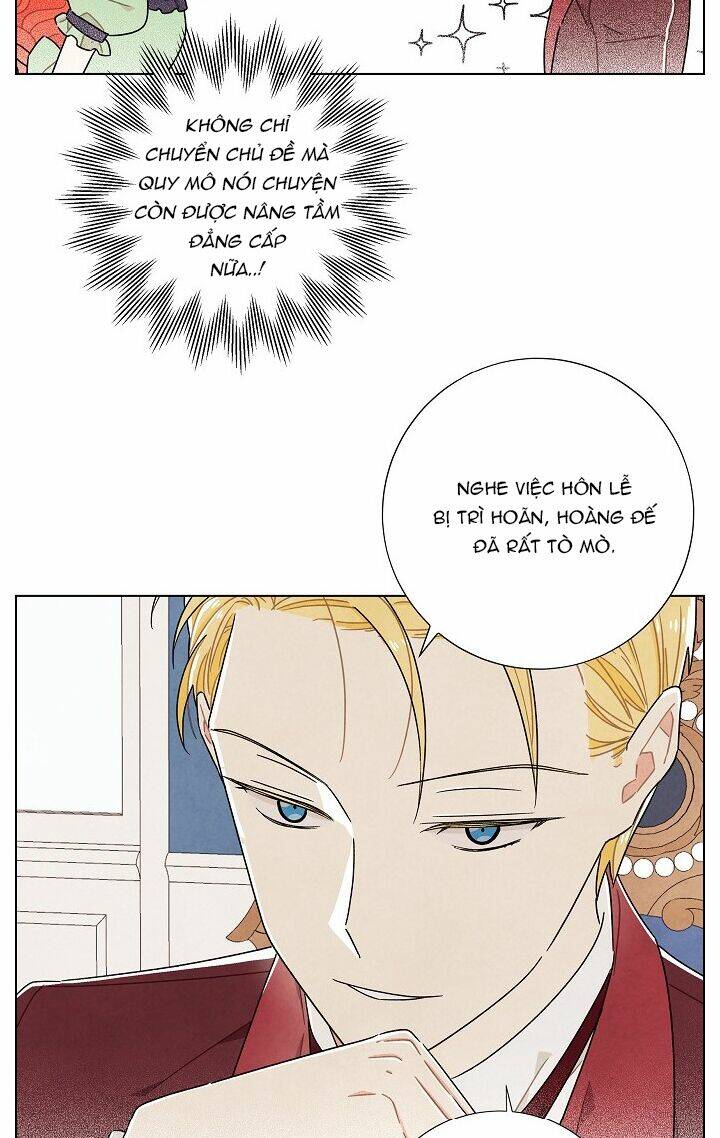 KHÔNG CHỈ
CHUYỂN CHỦ ĐỀ MÀ
QUY MÔ NÓI CHUYỆN
CÒN ĐƯỢC NÂNG TẦM
ĐẲNG CẤP
NỮA..!
NGHE VIỆC HÔN LỄ
BỊ TRÌ HOÃN, HOÀNG ĐẾ
ĐÃ RẤT TÒ MÒ.